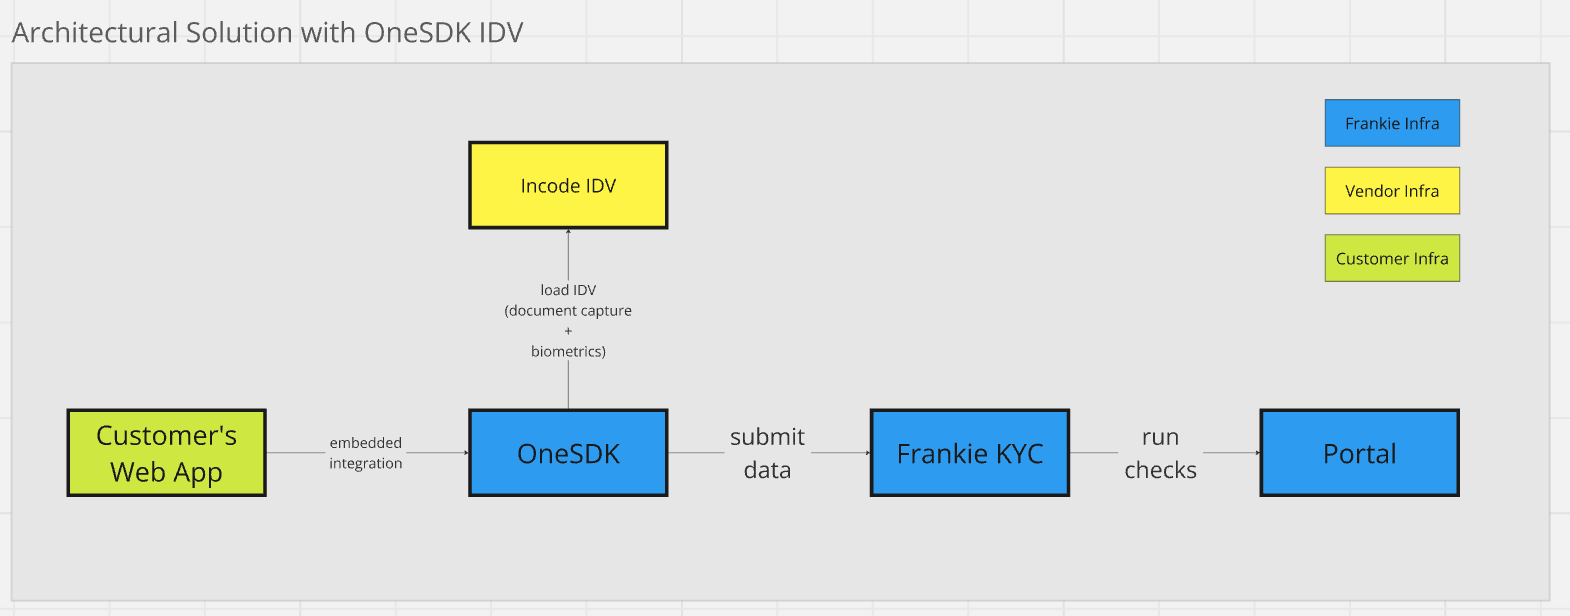 Architectural Solution with OneSDK IDV
Frankie Infra
Incode IDV
Vendor Infra
Customer Infra
load IDV
(document capture
+
biometrics)
Customer's
Web App
embedded
integration
OneSDK
submit
data
Frankie KYC
run
checks
Portal